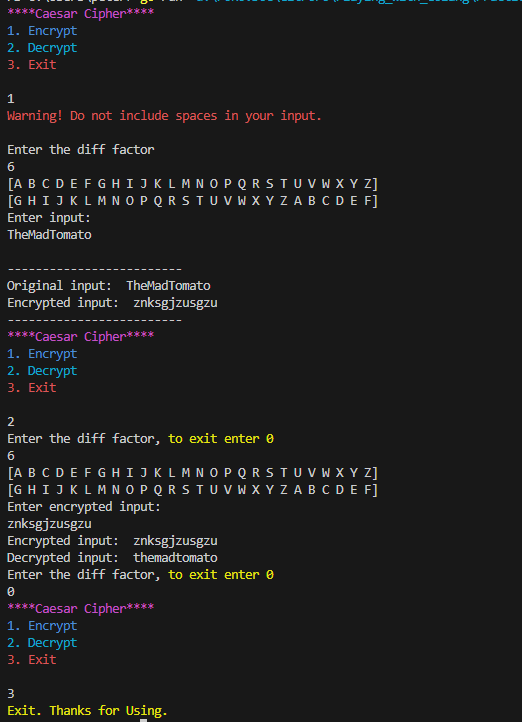 ****Caesar Cipher****
1. Encrypt
2. Decrypt
3. Exit
1
Warning! Do not include spaces in your input.
Enter the diff factor
6
[A B C D E F G H I J K L M N O P Q R S T U V W X Y Z]
[G H I J K L M N O P Q R S T U V W X Y Z A B C D E F]
Enter input:
TheMadTomato
-------------------------
Original input:  TheMadTomato
Encrypted input:  znksgjzusgzu
-------------------------
****Caesar Cipher****
1. Encrypt
2. Decrypt
3. Exit
2
Enter the diff factor, to exit enter 0
6
[A B C D E F G H I J K L M N O P Q R S T U V W X Y Z]
[G H I J K L M N O P Q R S T U V W X Y Z A B C D E F]
Enter encrypted input:
znksgjzusgzu
Encrypted input:  znksgjzusgzu
Decrypted input:  themadtomato
Enter the diff factor, to exit enter 0
0
****Caesar Cipher****
1. Encrypt
2. Decrypt
3. Exit
3
Exit. Thanks for Using.